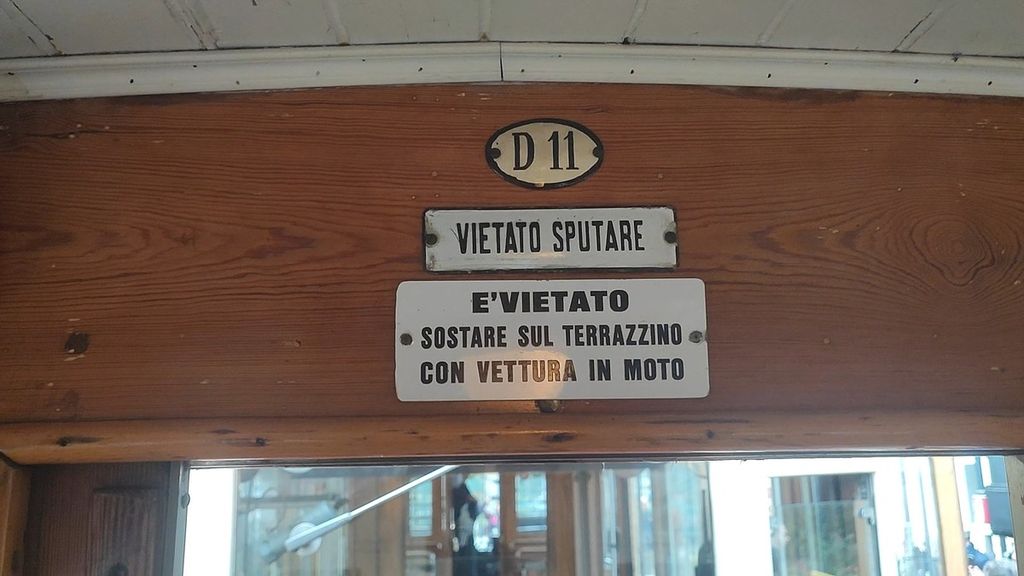 D 11
VIETATO SPUTARE
E'VIETATO
SOSTARE SUL TERRAZZINO
CON VETTURA IN MOTO